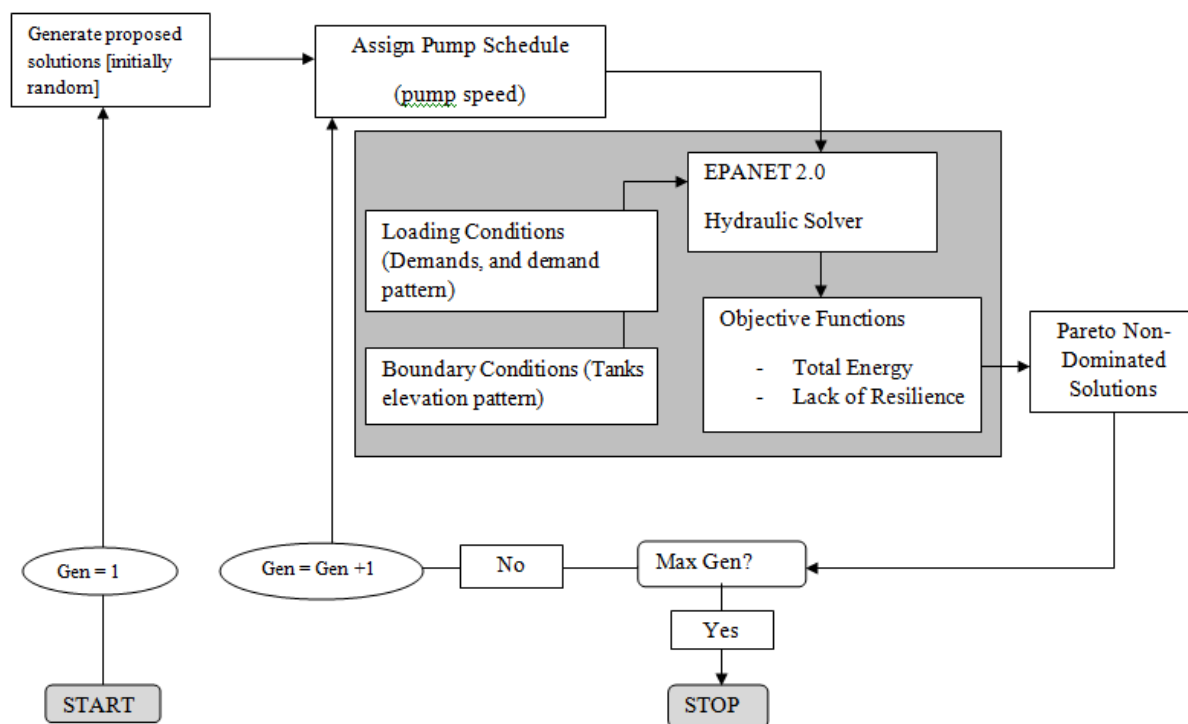 Generate proposed
solutions [initially
random]
Assign Pump Schedule
(pump speed)
EPANET 2.0
Hydraulic Solver
Loading Conditions
(Demands, and demand
pattern)
Boundary Conditions (Tanks
elevation pattern)
Objective Functions
- Total Energy
- Lack of Resilience
Pareto Non-
Dominated
Solutions
Gen = 1
Gen = Gen +1
No
Max Gen?
Yes
START
STOP